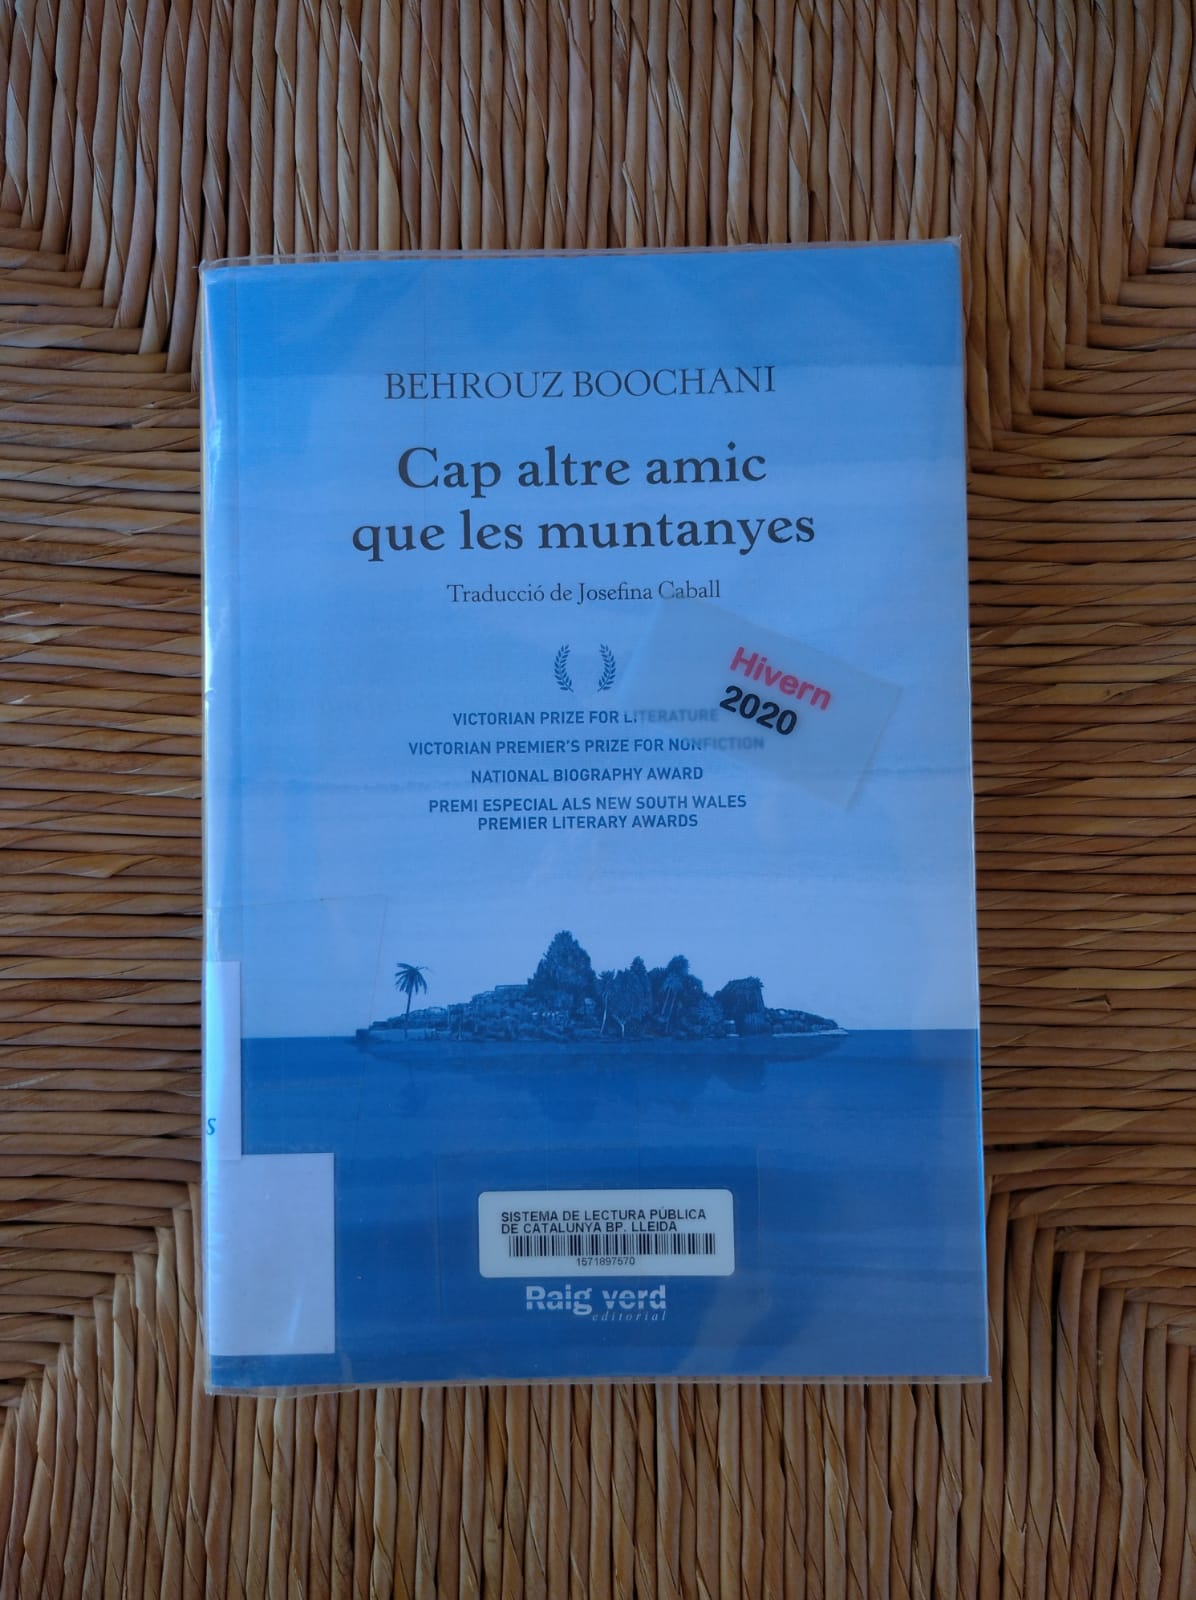 BEHROUZ BOOCHANI
Cap altre amic
que les muntanyes
Traducció de Josefina Caball
Hivern
2020
VICTORIAN PRIZE FOR LITERATURE
VICTORIAN PREMIER'S PRIZE FOR NONFICTION
NATIONAL BIOGRAPHY AWARD
PREMI ESPECIAL ALS NEW SOUTH WALES
PREMIER LITERARY AWARDS
S
SISTEMA DE LECTURA PÚBLICA
DE CATALUNYA BP. LLEIDA
1571897570
Raig verd
editorial